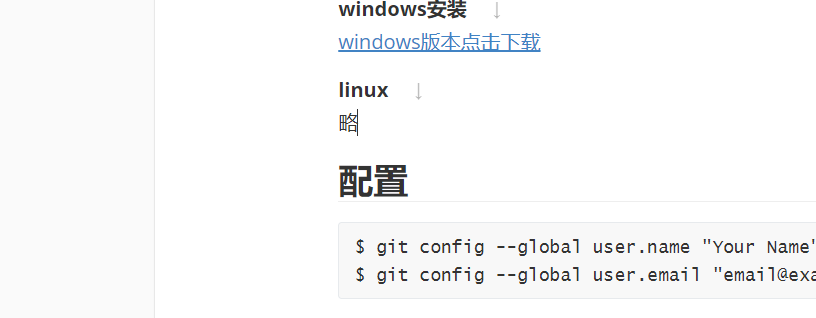 windows安装 ↓
windows版本点击下载
linux ↓
略
配置
$ git config --global user.name "Your Name"
$ git config --global user.email "email@exa